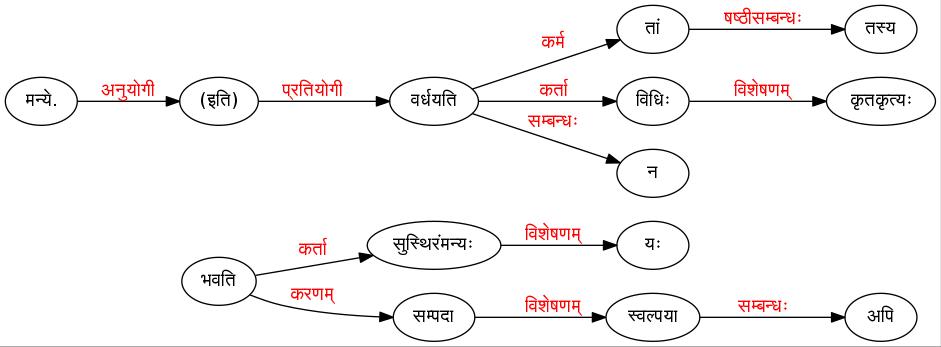 कर्म
तां
षष्ठीसम्बन्धः
तस्य
मन्ये.
अनुयोगी
(इति)
प्रतियोगी
वर्धयति
कर्ता
विधिः
विशेषणम्
कृतकृत्यः
सम्बन्धः
न
भवति
कर्ता
सुस्थिरंमन्यः
विशेषणम्
यः
करणम्
सम्पदा
विशेषणम्
स्वल्पया
सम्बन्धः
अपि